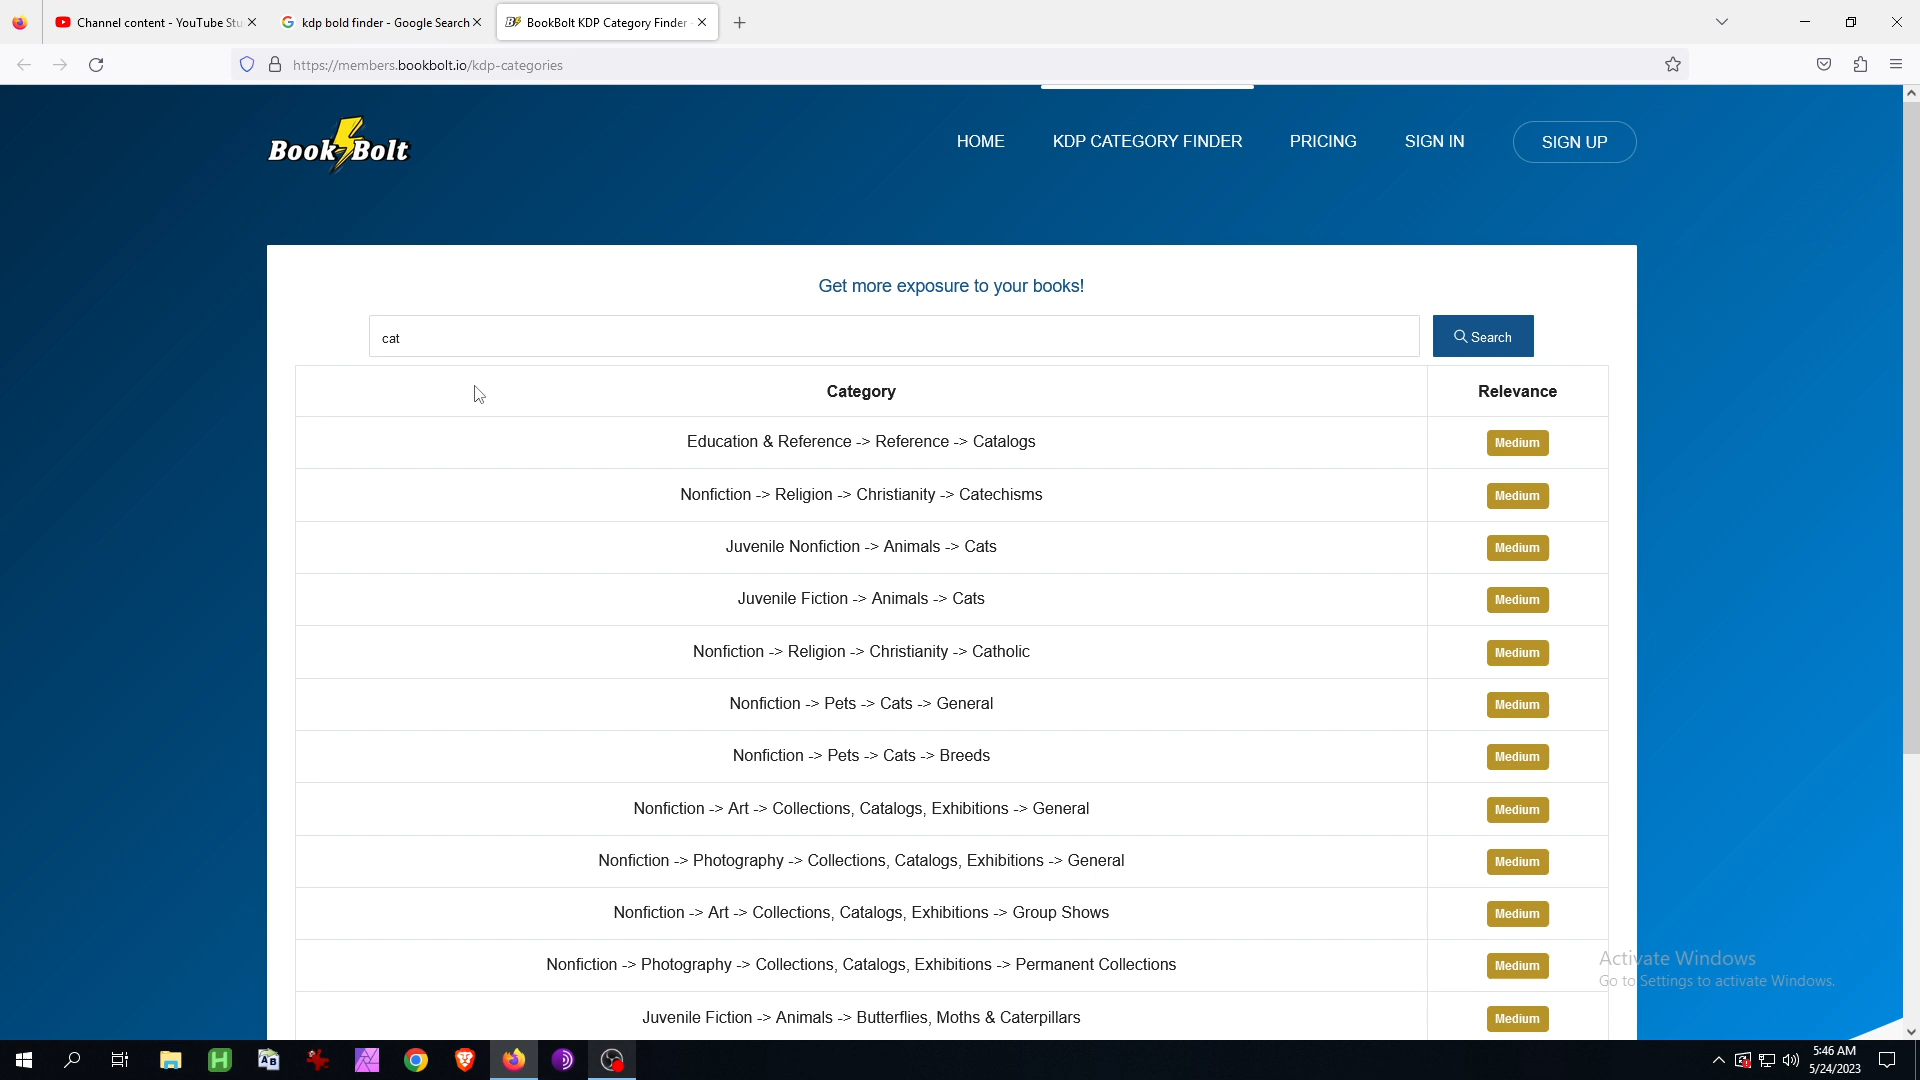 Channel content - YouTube Stu
kdp bold finder - Google Search
BookBolt KDP Category Finder -
https://members.bookbolt.io/kdp-categories
Book Bolt
HOME
KDP CATEGORY FINDER
PRICING
SIGN IN
SIGN UP
Get more exposure to your books!
cat
Search
Category Relevance
Education & Reference -> Reference -> Catalogs Medium
Nonfiction -> Religion -> Christianity -> Catechisms Medium
Juvenile Nonfiction -> Animals -> Cats Medium
Juvenile Fiction -> Animals -> Cats Medium
Nonfiction -> Religion -> Christianity -> Catholic Medium
Nonfiction -> Pets -> Cats -> General Medium
Nonfiction -> Pets -> Cats -> Breeds Medium
Nonfiction -> Art -> Collections, Catalogs, Exhibitions -> General Medium
Nonfiction -> Photography -> Collections, Catalogs, Exhibitions -> General Medium
Nonfiction -> Art -> Collections, Catalogs, Exhibitions -> Group Shows Medium
Nonfiction -> Photography -> Collections, Catalogs, Exhibitions -> Permanent Collections Medium
Juvenile Fiction -> Animals -> Butterflies, Moths & Caterpillars Medium
Activate Windows
Go to Settings to activate Windows.
5:46 AM
5/24/2023